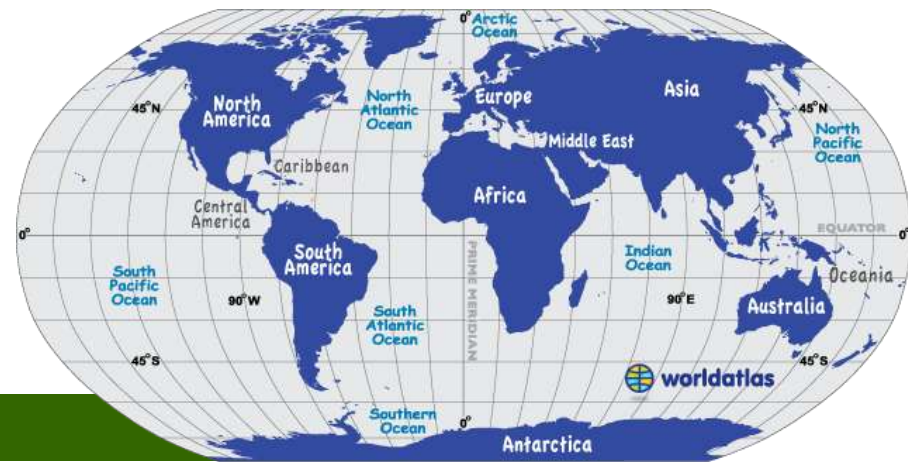 0°
Arctic
Ocean
45°N
North
America
North
Atlantic
Ocean
Europe
Asia
45°N
North
Pacific
Ocean
Middle East
Caribbean
Africa
Central
America
0°
EQUATOR
0°
South
America
PRIME MERIDIAN
Indian
Ocean
Oceania
South
Pacific
Ocean
90°W
90°E
Australia
South
Atlantic
Ocean
45°S
45°S
worldatlas
Southern
Ocean
0°
Antarctica